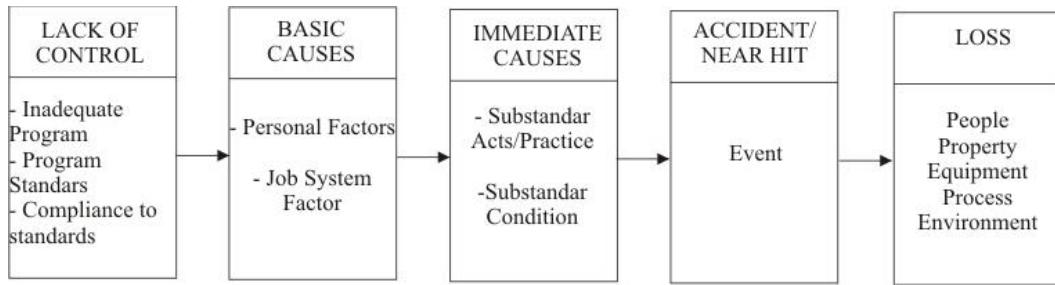 LACK OF
CONTROL
- Inadequate
Program
- Program
Standars
- Compliance to
standards
BASIC
CAUSES
- Personal Factors
- Job System
Factor
IMMEDIATE
CAUSES
- Substandar
Acts/Practice
-Substandar
Condition
ACCIDENT/
NEAR HIT
Event
LOSS
People
Property
Equipment
Process
Environment